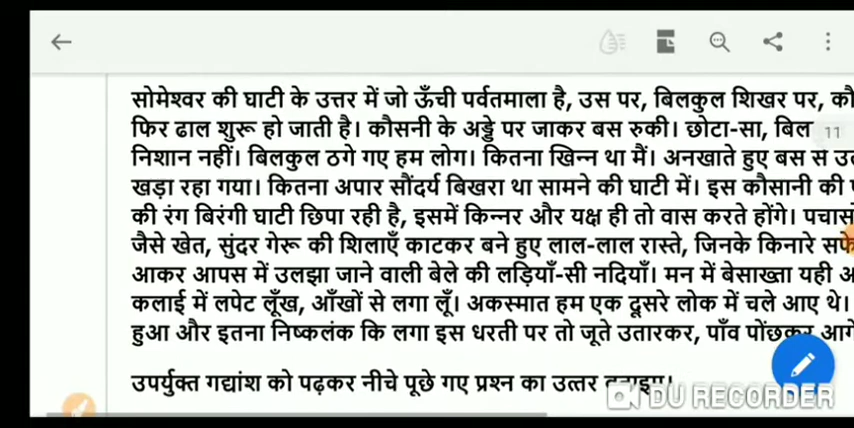 सोमेश्वर की घाटी के उत्तर में जो ऊँची पर्वतमाला है, उस पर, बिलकुल शिखर पर,
फिर ढाल शुरू हो जाती है। कौसनी के अड्डे पर जाकर बस रुकी। छोटा-सा, 11
निशान नहीं। बिलकुल ठगे गए हम लोग। कितना खिन्न था मैं। अनखाते हुए बस
खड़ा रहा गया। कितना अपार सौंदर्य बिखरा था सामने की घाटी में। इस कौसानी की
की रंग बिरंगी घाटी छिपा रही है, इसमें किन्नर और यक्ष ही तो वास करते होंगे।
जैसे खेत, सुंदर गेरू की शिलाएँ काटकर बने हुए लाल-लाल रास्ते, जिनके किनारे
आकर आपस में उलझा जाने वाली बेले की लड़ियाँ-सी नदियाँ। मन में बेसाख्ता यही
कलाई में लपेट लूँख, आँखों से लगा लूँ। अकस्मात हम एक दूसरे लोक में चले आए थे।
हुआ और इतना निष्कलंक कि लगा इस धरती पर तो जूते उतारकर, पाँव पोंछकर आगे
उपर्युक्त गद्यांश को पढ़कर नीचे पूछे गए प्रश्न का उत्तर
DU RECORDER